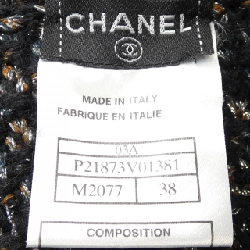 CHANEL
MADE IN ITALY
FABRIQUE EN ITALIE
03A
P21873V01381
M2077 38
COMPOSITION